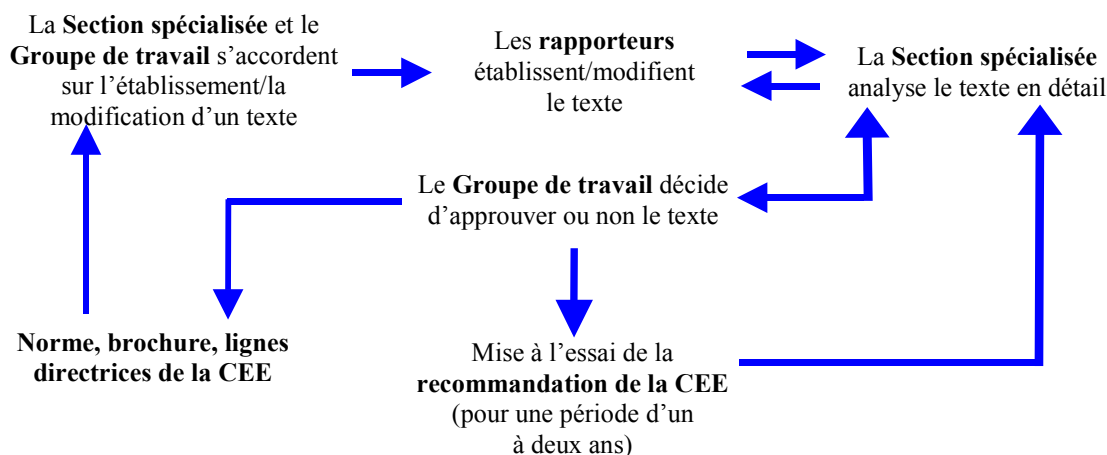 La Section spécialisée et le
Groupe de travail s’accordent
sur l’établissement/la
modification d’un texte
Les rapporteurs
établissent/modifient
le texte
La Section spécialisée
analyse le texte en détail
Le Groupe de travail décide
d’approuver ou non le texte
Norme, brochure, lignes
directrices de la CEE
Mise à l’essai de la
recommandation de la CEE
(pour une période d’un
à deux ans)